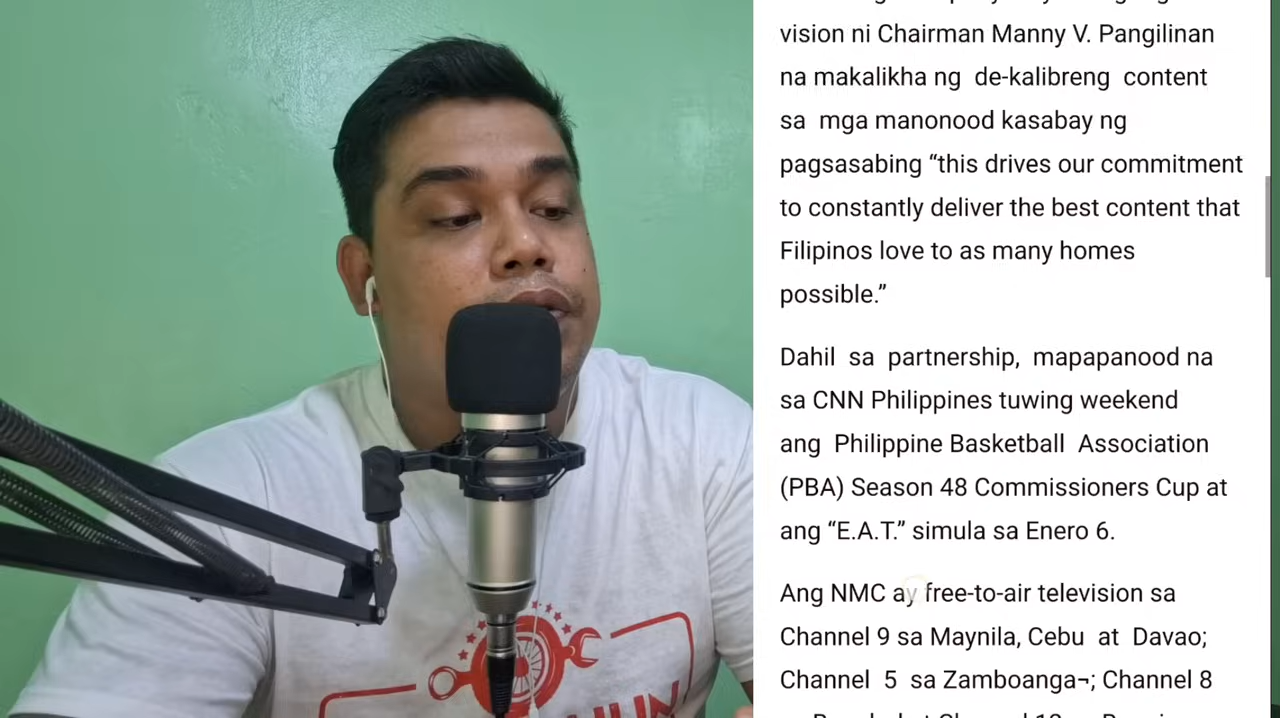 vision ni Chairman Manny V. Pangilinan
na makalikha ng de-kalibreng content
sa mga manonood kasabay ng
pagsasabing “this drives our commitment
to constantly deliver the best content that
Filipinos love to as many homes
possible.”
Dahil sa partnership, mapapanood na
sa CNN Philippines tuwing weekend
ang Philippine Basketball Association
(PBA) Season 48 Commissioners Cup at
ang “E.A.T.” simula sa Enero 6.
Ang NMC ay free-to-air television sa
Channel 9 sa Maynila, Cebu at Davao;
Channel 5 sa Zamboanga¬; Channel 8